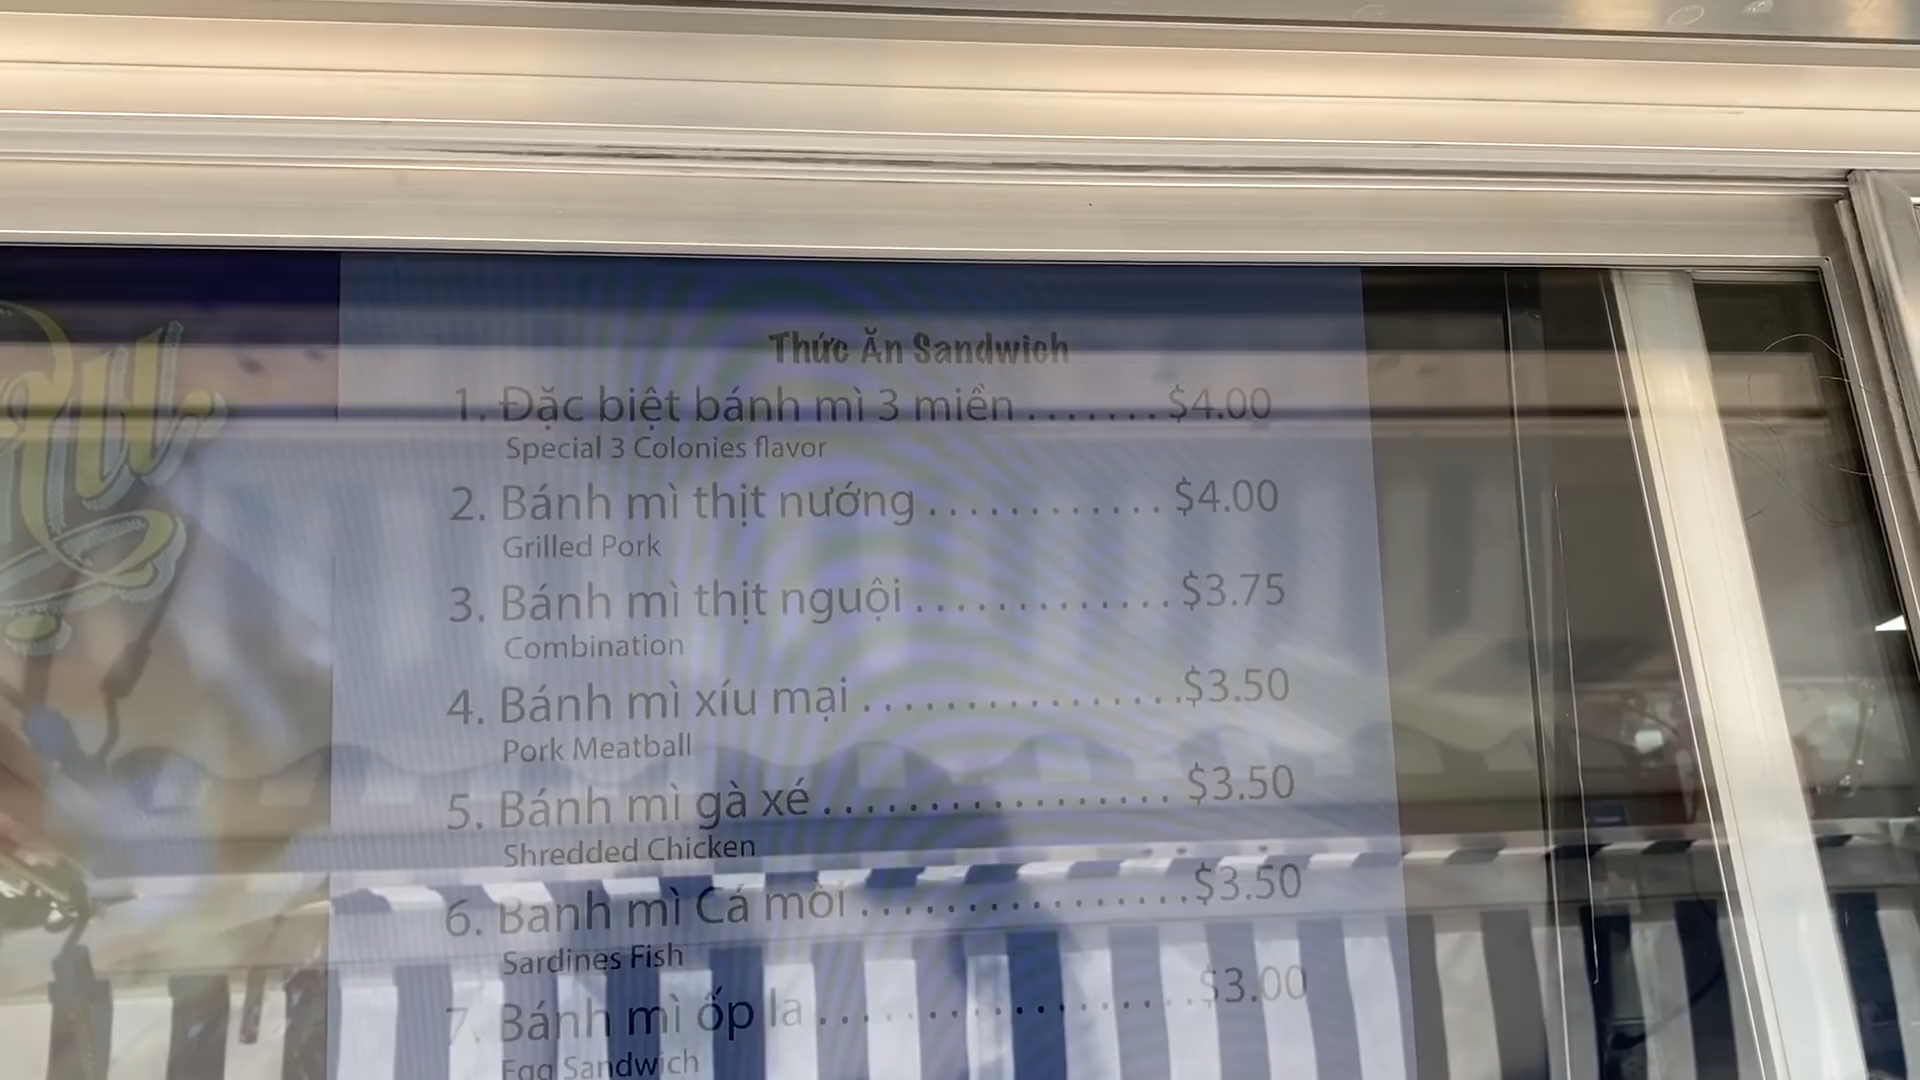 Thức Ăn Sandwich
1. Đặc biệt bánh mì 3 miền ....... $4.00
Special 3 Colonies flavor
2. Bánh mì thịt nướng ............ $4.00
Grilled Pork
3. Bánh mì thịt nguội ............. $3.75
Combination
4. Bánh mì xíu mại ................ $3.50
Pork Meatball
5. Bánh mì gà xé ................. $3.50
Shredded Chicken
6. Bánh mì Cá mòi ................ $3.50
Sardines Fish
7. Bánh mì ốp la .................. $3.00
Egg Sandwich